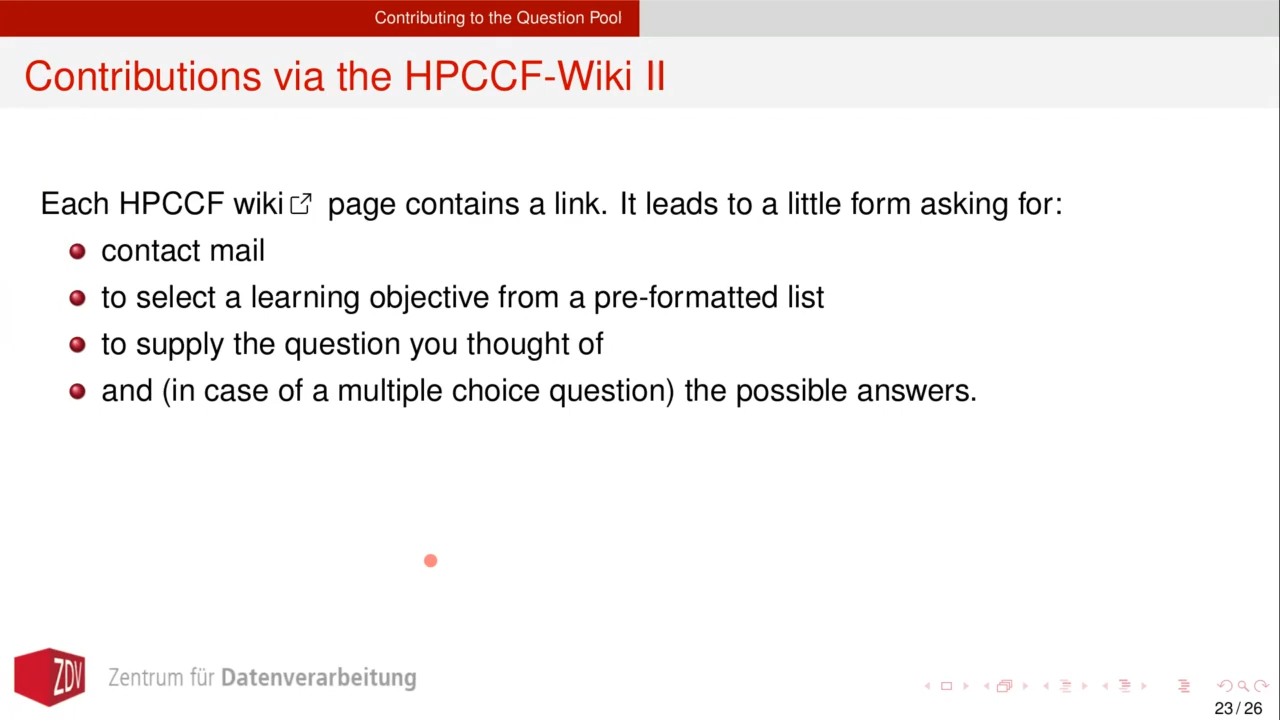 Contributing to the Question Pool
Contributions via the HPCCF-Wiki II
Each HPCCF wiki page contains a link. It leads to a little form asking for:
contact mail
to select a learning objective from a pre-formatted list
to supply the question you thought of
and (in case of a multiple choice question) the possible answers.
ZDV Zentrum für Datenverarbeitung
23 / 26